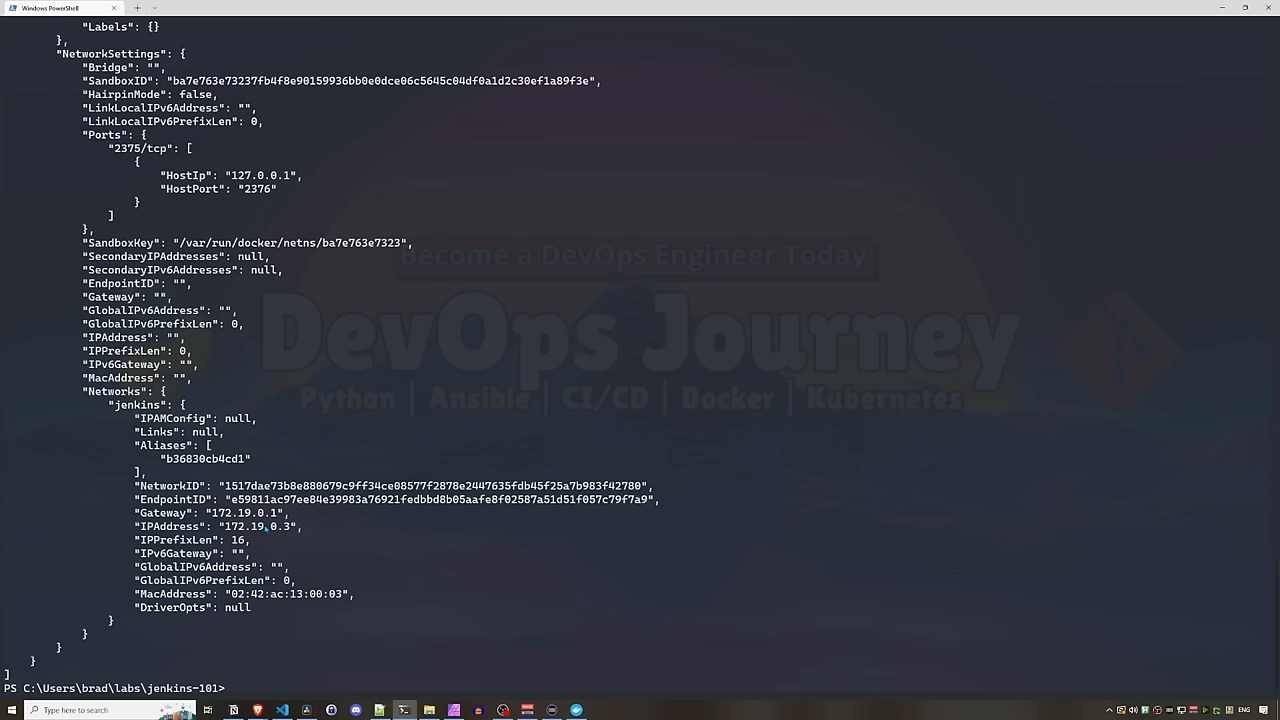 Windows PowerShell
"Labels": {}
},
"NetworkSettings": {
"Bridge": "",
"SandboxID": "ba7e763e73237fb4f8e90159936bb0e0dce06c5645c04df0a1d2c30ef1a89f3e",
"HairpinMode": false,
"LinkLocalIPv6Address": "",
"LinkLocalIPv6PrefixLen": 0,
"Ports": {
"2375/tcp": [
{
"HostIp": "127.0.0.1",
"HostPort": "2376"
}
]
},
"SandboxKey": "/var/run/docker/netns/ba7e763e7323",
"SecondaryIPAddresses": null,
"SecondaryIPv6Addresses": null,
"EndpointID": "",
"Gateway": "",
"GlobalIPv6Address": "",
"GlobalIPv6PrefixLen": 0,
"IPAddress": "",
"IPPrefixLen": 0,
"IPv6Gateway": "",
"MacAddress": "",
"Networks": {
"jenkins": {
"IPAMConfig": null,
"Links": null,
"Aliases": [
"b36830cb4cd1"
],
"NetworkID": "1517dae73b8e880679c9ff34ce08577f2878e2447635fdb45f25a7b983f42780",
"EndpointID": "e59811ac97ee84e39983a76921fedbbd8b05aafe8f02587a51d51f057c79f7a9",
"Gateway": "172.19.0.1",
"IPAddress": "172.19.0.3",
"IPPrefixLen": 16,
"IPv6Gateway": "",
"GlobalIPv6Address": "",
"GlobalIPv6PrefixLen": 0,
"MacAddress": "02:42:ac:13:00:03",
"DriverOpts": null
}
}
}
}
]
PS C:\Users\brad\labs\jenkins-101>
Become a DevOps Engineer Today
DevOps Journey
Python | Ansible | CI/CD | Docker | Kubernetes
Type here to search
ENG